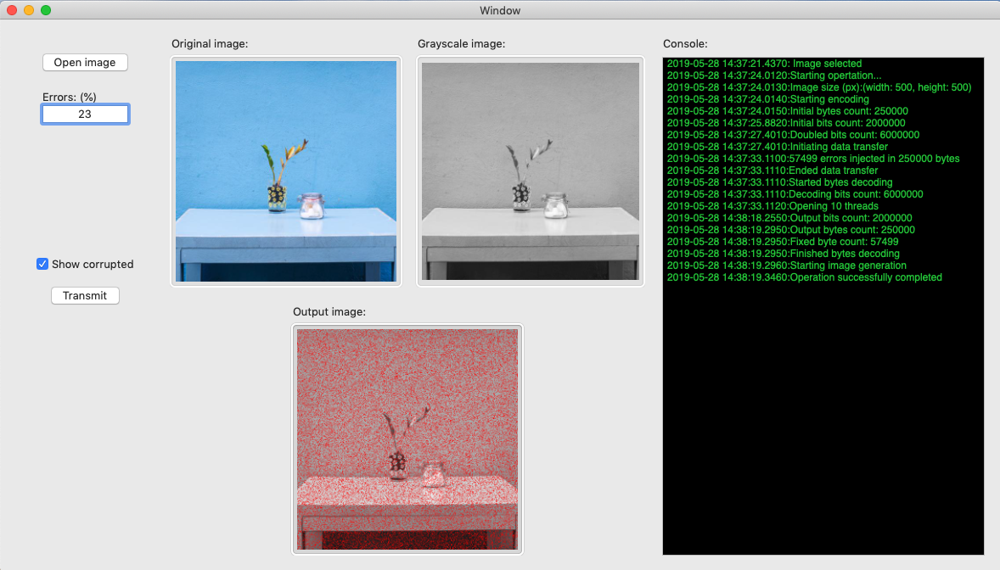 Window
Open image
Errors: (%)
23
Show corrupted
Transmit
Original image:
Grayscale image:
Output image:
Console:
2019-05-28 14:37:21.4370: Image selected
2019-05-28 14:37:24.0120:Starting opertation...
2019-05-28 14:37:24.0130:Image size (px):(width: 500, height: 500)
2019-05-28 14:37:24.0140:Starting encoding
2019-05-28 14:37:24.0150:Initial bytes count: 250000
2019-05-28 14:37:25.8820:Initial bits count: 2000000
2019-05-28 14:37:27.4010:Doubled bits count: 6000000
2019-05-28 14:37:27.4010:Initiating data transfer
2019-05-28 14:37:33.1100:57499 errors injected in 250000 bytes
2019-05-28 14:37:33.1110:Ended data transfer
2019-05-28 14:37:33.1110:Started bytes decoding
2019-05-28 14:37:33.1110:Decoding bits count: 6000000
2019-05-28 14:37:33.1120:Opening 10 threads
2019-05-28 14:38:18.2550:Output bits count: 2000000
2019-05-28 14:38:19.2950:Output bytes count: 250000
2019-05-28 14:38:19.2950:Fixed byte count: 57499
2019-05-28 14:38:19.2950:Finished bytes decoding
2019-05-28 14:38:19.2960:Starting image generation
2019-05-28 14:38:19.3460:Operation successfully completed